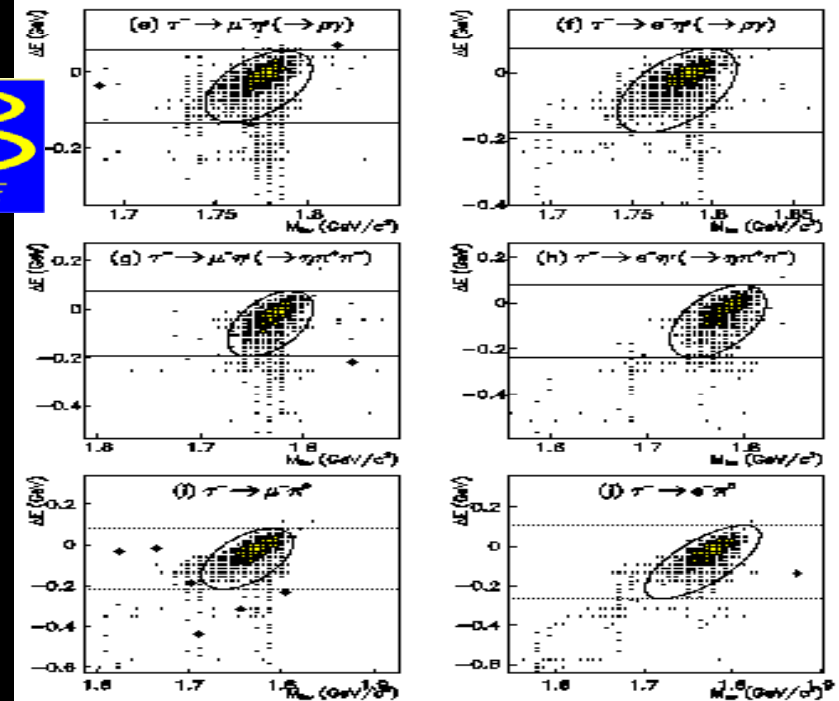 ΔE (GeV)
(e) τ⁻ → μ⁻η′(→ ργ)
0
-0.2
1.7 1.75 1.8
(GeV/c²)
ΔE (GeV)
(f) τ⁻ → e⁻η′(→ ργ)
0
-0.2
-0.4
1.7 1.75 1.8 1.85
(GeV/c²)
ΔE (GeV)
0.2
(g) τ⁻ → μ⁻η′(→ ηπ⁺π⁻)
0
-0.2
-0.4
1.6 1.7 1.8
(GeV/c²)
ΔE (GeV)
0.2
(h) τ⁻ → e⁻η′(→ ηπ⁺π⁻)
0
-0.2
-0.4
1.6 1.7 1.8
(GeV/c²)
ΔE (GeV)
0.2
(i) τ⁻ → μ⁻π⁰
0
-0.2
-0.4
-0.6
1.6 1.7 1.8 1.9
(GeV/c²)
ΔE (GeV)
0.2
(j) τ⁻ → e⁻π⁰
0
-0.2
-0.4
-0.6
1.6 1.7 1.8 1.9
(GeV/c²)